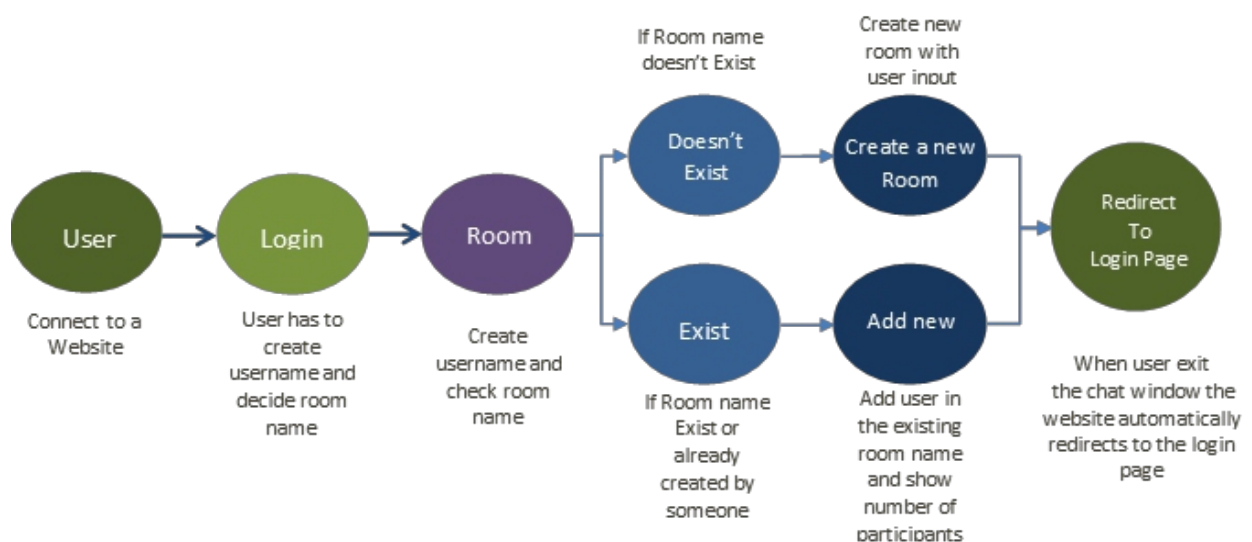 User
Connect to a
Website
Login
User has to
create
username and
decide room
name
Room
Create
username and
check room
name
If Room name
doesn't Exist
Doesn't
Exist
Create new
room with
user input
Create a new
Room
Exist
If Room name
Exist or
already
created by
someone
Add new
Add user in
the existing
room name
and show
number of
participants
Redirect
To
Login Page
When user exit
the chat window the
website automatically
redirects to the login
page